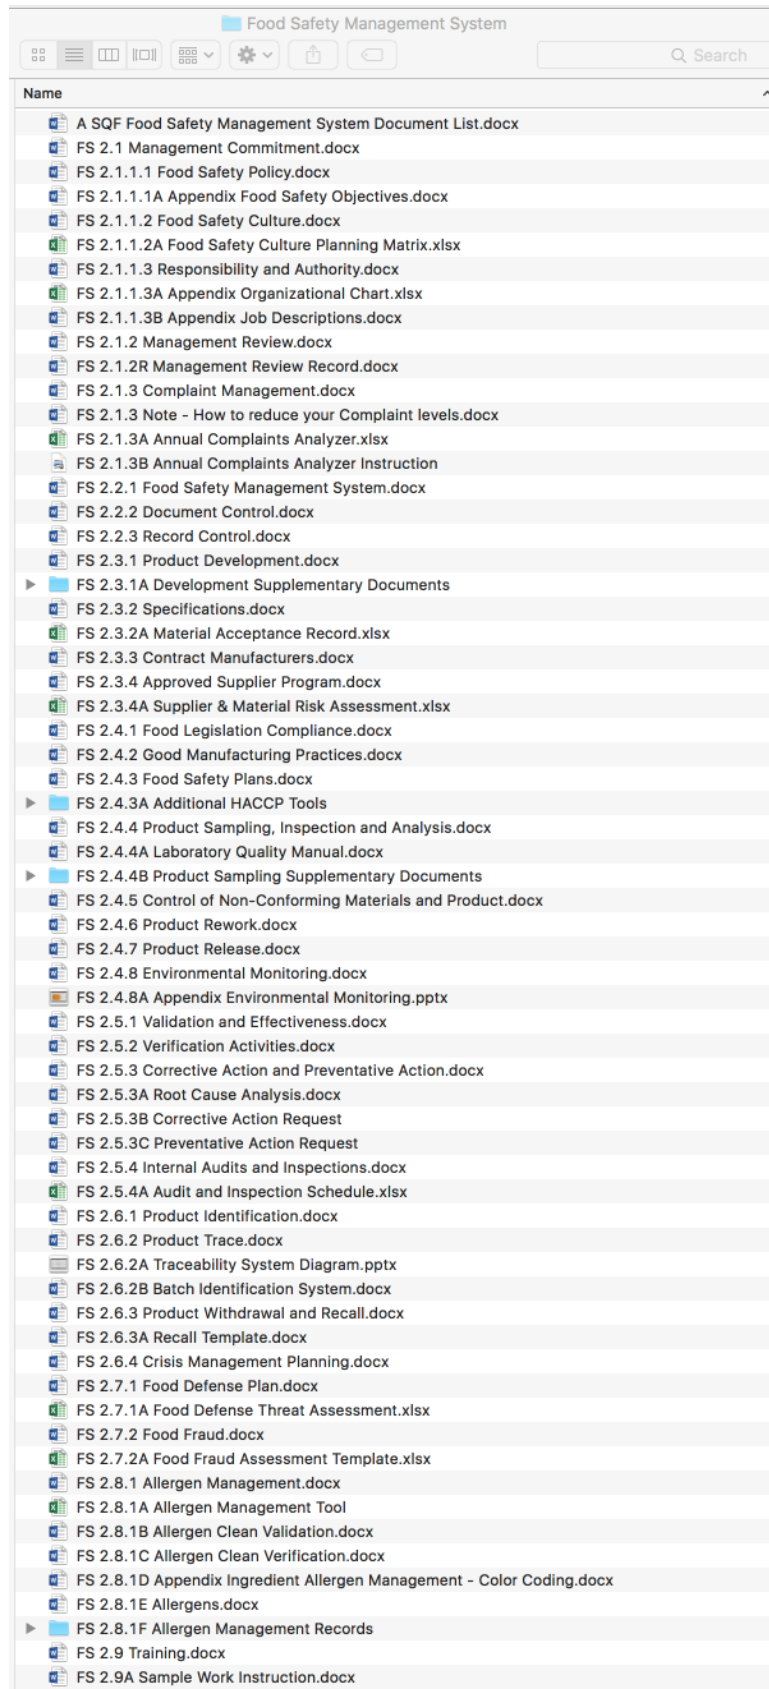 Food Safety Management System
Search
Name
A SQF Food Safety Management System Document List.docx
FS 2.1 Management Commitment.docx
FS 2.1.1.1 Food Safety Policy.docx
FS 2.1.1.1A Appendix Food Safety Objectives.docx
FS 2.1.1.2 Food Safety Culture.docx
FS 2.1.1.2A Food Safety Culture Planning Matrix.xlsx
FS 2.1.1.3 Responsibility and Authority.docx
FS 2.1.1.3A Appendix Organizational Chart.xlsx
FS 2.1.1.3B Appendix Job Descriptions.docx
FS 2.1.2 Management Review.docx
FS 2.1.2R Management Review Record.docx
FS 2.1.3 Complaint Management.docx
FS 2.1.3 Note - How to reduce your Complaint levels.docx
FS 2.1.3A Annual Complaints Analyzer.xlsx
FS 2.1.3B Annual Complaints Analyzer Instruction
FS 2.2.1 Food Safety Management System.docx
FS 2.2.2 Document Control.docx
FS 2.2.3 Record Control.docx
FS 2.3.1 Product Development.docx
FS 2.3.1A Development Supplementary Documents
FS 2.3.2 Specifications.docx
FS 2.3.2A Material Acceptance Record.xlsx
FS 2.3.3 Contract Manufacturers.docx
FS 2.3.4 Approved Supplier Program.docx
FS 2.3.4A Supplier & Material Risk Assessment.xlsx
FS 2.4.1 Food Legislation Compliance.docx
FS 2.4.2 Good Manufacturing Practices.docx
FS 2.4.3 Food Safety Plans.docx
FS 2.4.3A Additional HACCP Tools
FS 2.4.4 Product Sampling, Inspection and Analysis.docx
FS 2.4.4A Laboratory Quality Manual.docx
FS 2.4.4B Product Sampling Supplementary Documents
FS 2.4.5 Control of Non-Conforming Materials and Product.docx
FS 2.4.6 Product Rework.docx
FS 2.4.7 Product Release.docx
FS 2.4.8 Environmental Monitoring.docx
FS 2.4.8A Appendix Environmental Monitoring.pptx
FS 2.5.1 Validation and Effectiveness.docx
FS 2.5.2 Verification Activities.docx
FS 2.5.3 Corrective Action and Preventative Action.docx
FS 2.5.3A Root Cause Analysis.docx
FS 2.5.3B Corrective Action Request
FS 2.5.3C Preventative Action Request
FS 2.5.4 Internal Audits and Inspections.docx
FS 2.5.4A Audit and Inspection Schedule.xlsx
FS 2.6.1 Product Identification.docx
FS 2.6.2 Product Trace.docx
FS 2.6.2A Traceability System Diagram.pptx
FS 2.6.2B Batch Identification System.docx
FS 2.6.3 Product Withdrawal and Recall.docx
FS 2.6.3A Recall Template.docx
FS 2.6.4 Crisis Management Planning.docx
FS 2.7.1 Food Defense Plan.docx
FS 2.7.1A Food Defense Threat Assessment.xlsx
FS 2.7.2 Food Fraud.docx
FS 2.7.2A Food Fraud Assessment Template.xlsx
FS 2.8.1 Allergen Management.docx
FS 2.8.1A Allergen Management Tool
FS 2.8.1B Allergen Clean Validation.docx
FS 2.8.1C Allergen Clean Verification.docx
FS 2.8.1D Appendix Ingredient Allergen Management - Color Coding.docx
FS 2.8.1E Allergens.docx
FS 2.8.1F Allergen Management Records
FS 2.9 Training.docx
FS 2.9A Sample Work Instruction.docx